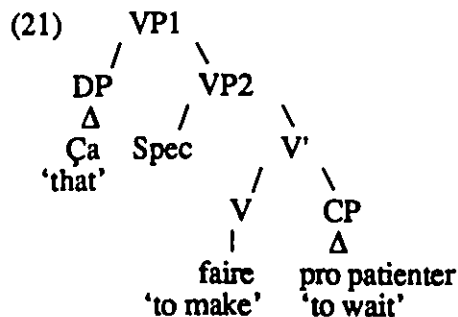 (21) VP1
DP VP2
Δ
Ça Spec V'
'that'
V CP
Δ
faire pro patienter
'to make' 'to wait'